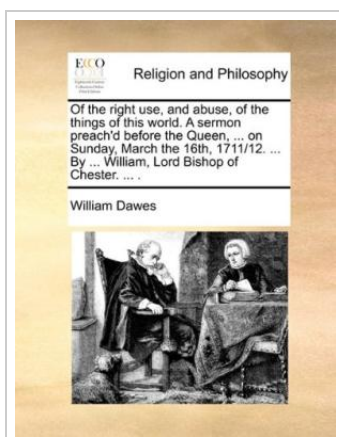 ECCO
Religion and Philosophy
Of the right use, and abuse, of the
things of this world. A sermon
preach'd before the Queen, ... on
Sunday, March the 16th, 1711/12. ...
By ... William, Lord Bishop of
Chester. ... .
William Dawes